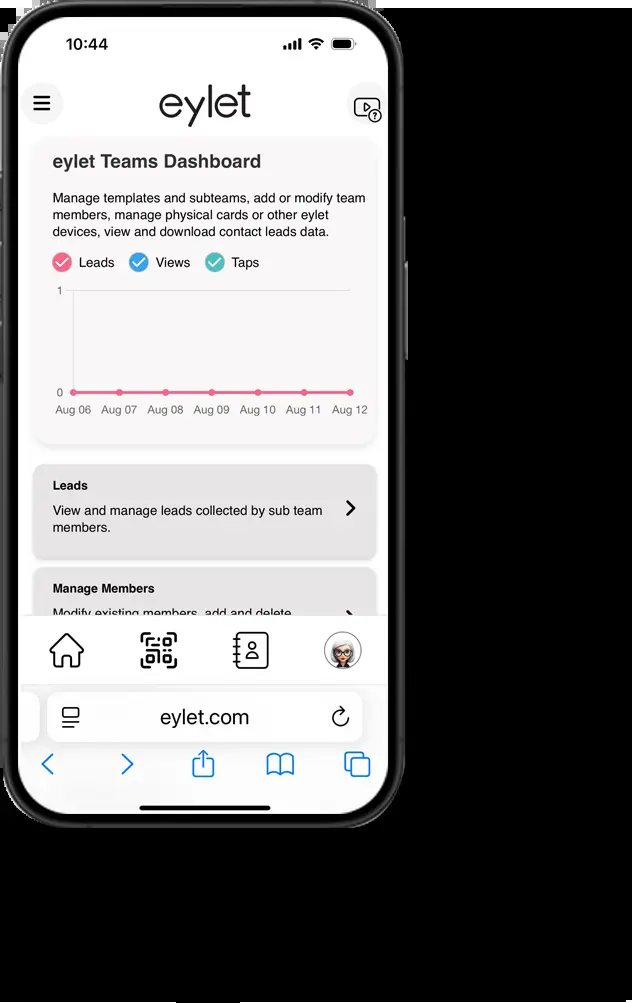 10:44
eylet
eylet Teams Dashboard
Manage templates and subteams, add or modify team
members, manage physical cards or other eylet
devices, view and download contact leads data.
Leads Views Taps
1
0
Aug 06 Aug 07 Aug 08 Aug 09 Aug 10 Aug 11 Aug 12
Leads
View and manage leads collected by sub team
members.
Manage Members
Modify existing members, add and delete
eylet.com